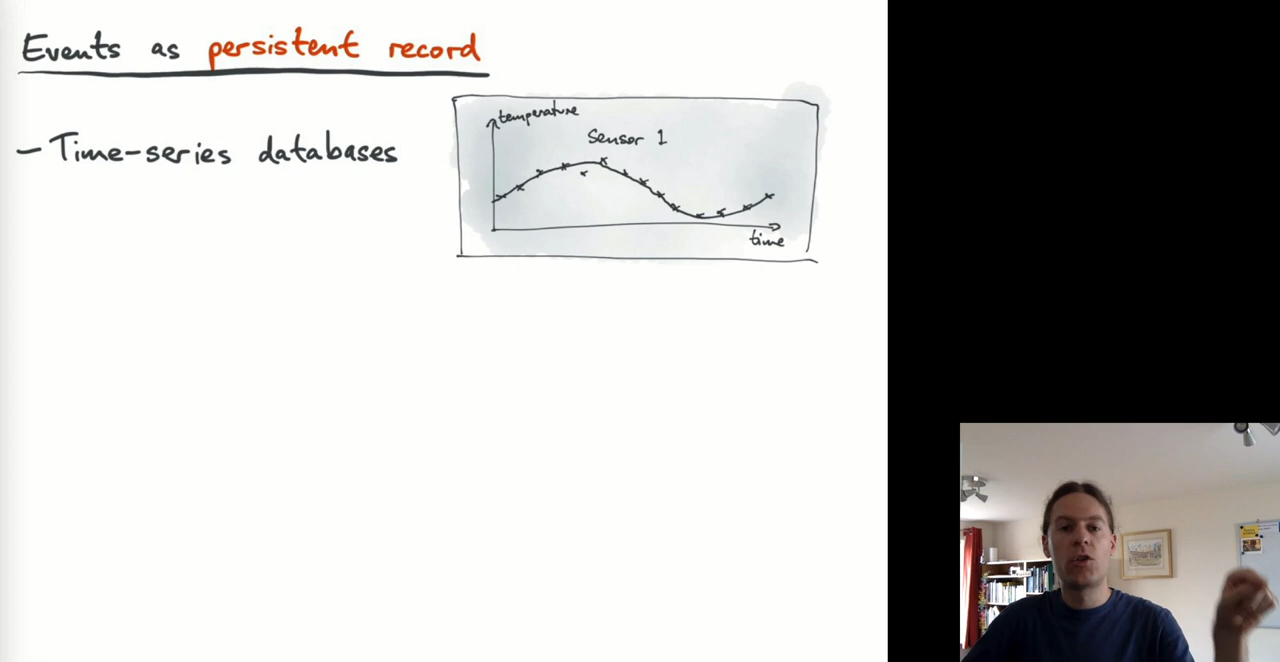 Events as persistent record
- Time-series databases
temperature
Sensor 1
time